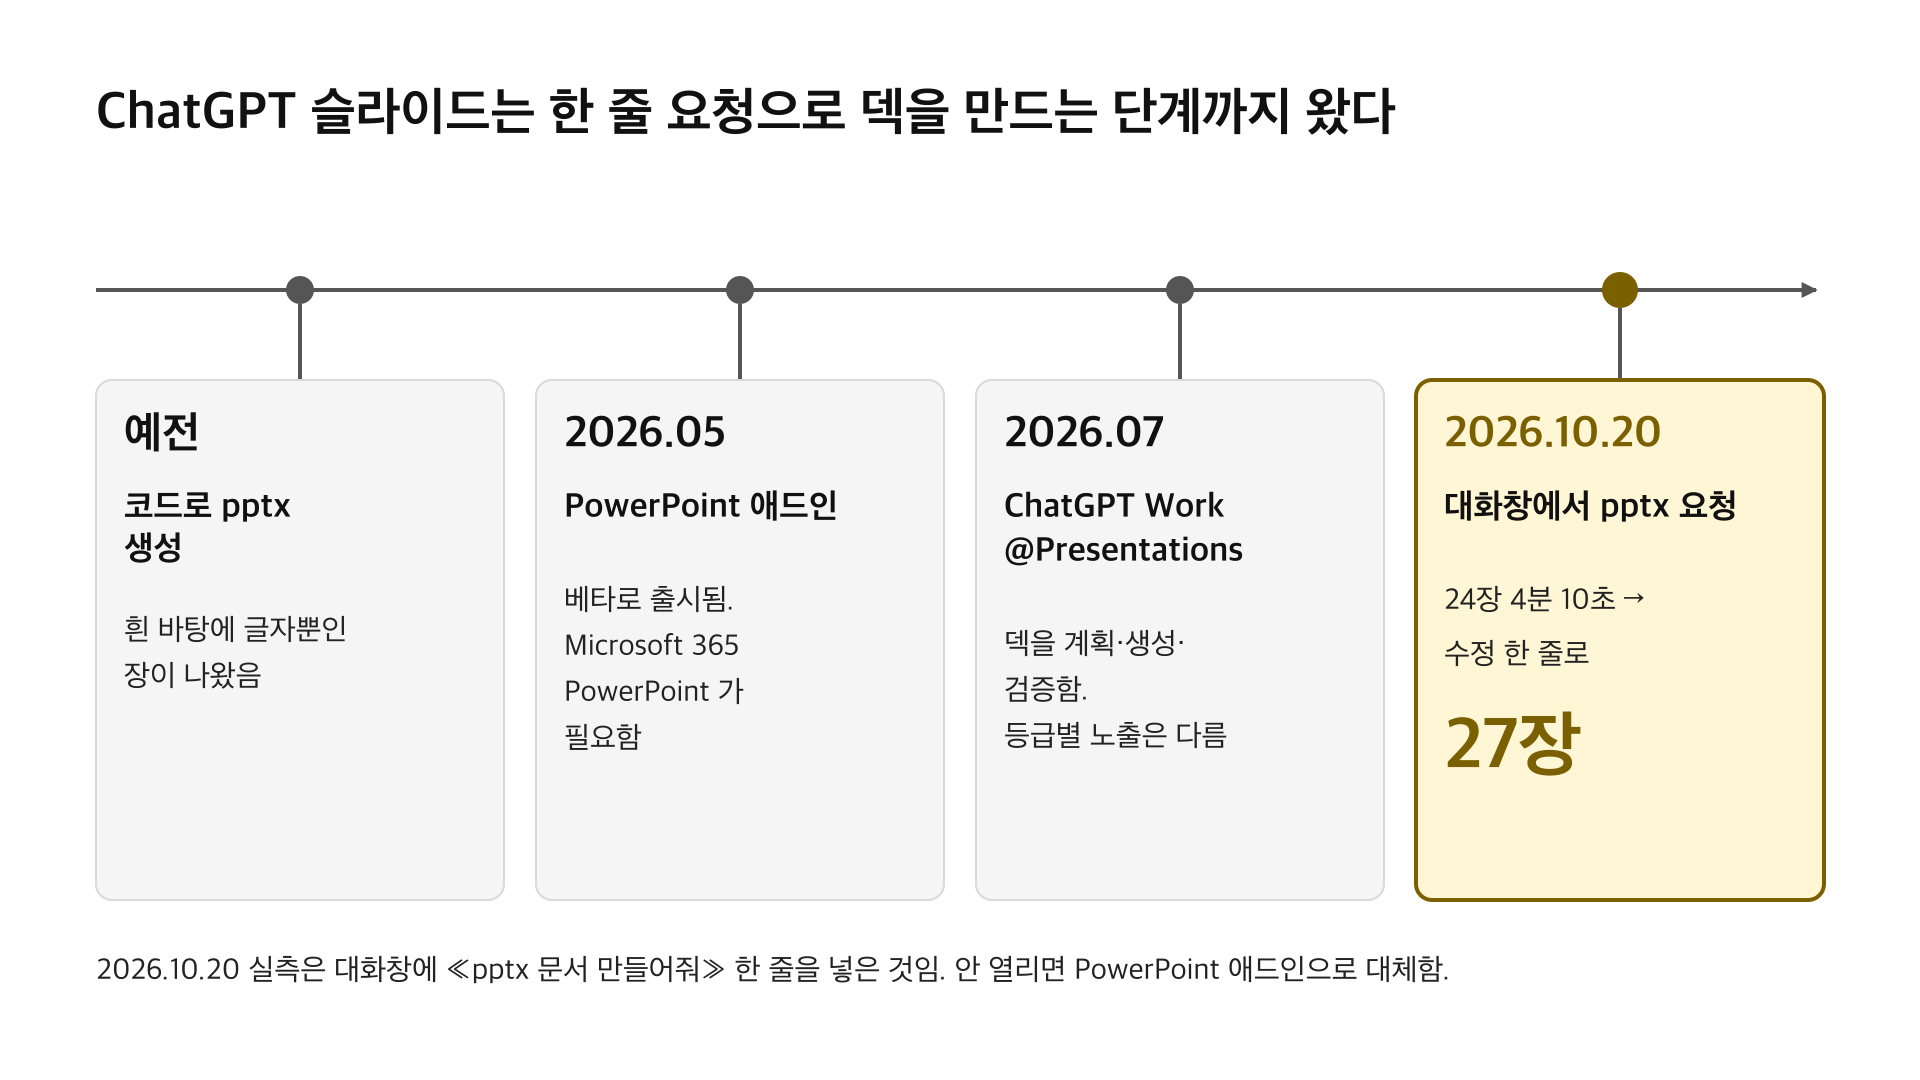 ChatGPT 슬라이드는 한 줄 요청으로 덱을 만드는 단계까지 왔다
예전
코드로 pptx
생성
흰 바탕에 글자뿐인
장이 나왔음
2026.05
PowerPoint 애드인
베타로 출시됨.
Microsoft 365
PowerPoint 가
필요함
2026.07
ChatGPT Work
@Presentations
덱을 계획·생성·
검증함.
등급별 노출은 다름
2026.10.20
대화창에서 pptx 요청
24장 4분 10초 →
수정 한 줄로
27장
2026.10.20 실측은 대화창에 ≪pptx 문서 만들어줘≫ 한 줄을 넣은 것임. 안 열리면 PowerPoint 애드인으로 대체함.